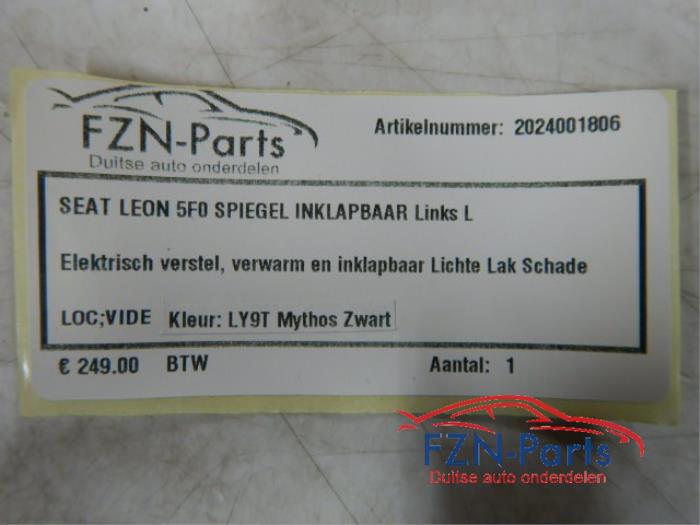 FZN-Parts
Duitse auto onderdelen
Artikelnummer: 2024001806
SEAT LEON 5F0 SPIEGEL INKLAPBAAR Links L
Elektrisch verstel, verwarm en inklapbaar Lichte Lak Schade
LOC;VIDE Kleur: LY9T Mythos Zwart
€ 249.00 BTW Aantal: 1
FZN-Parts
Duitse auto onderdelen